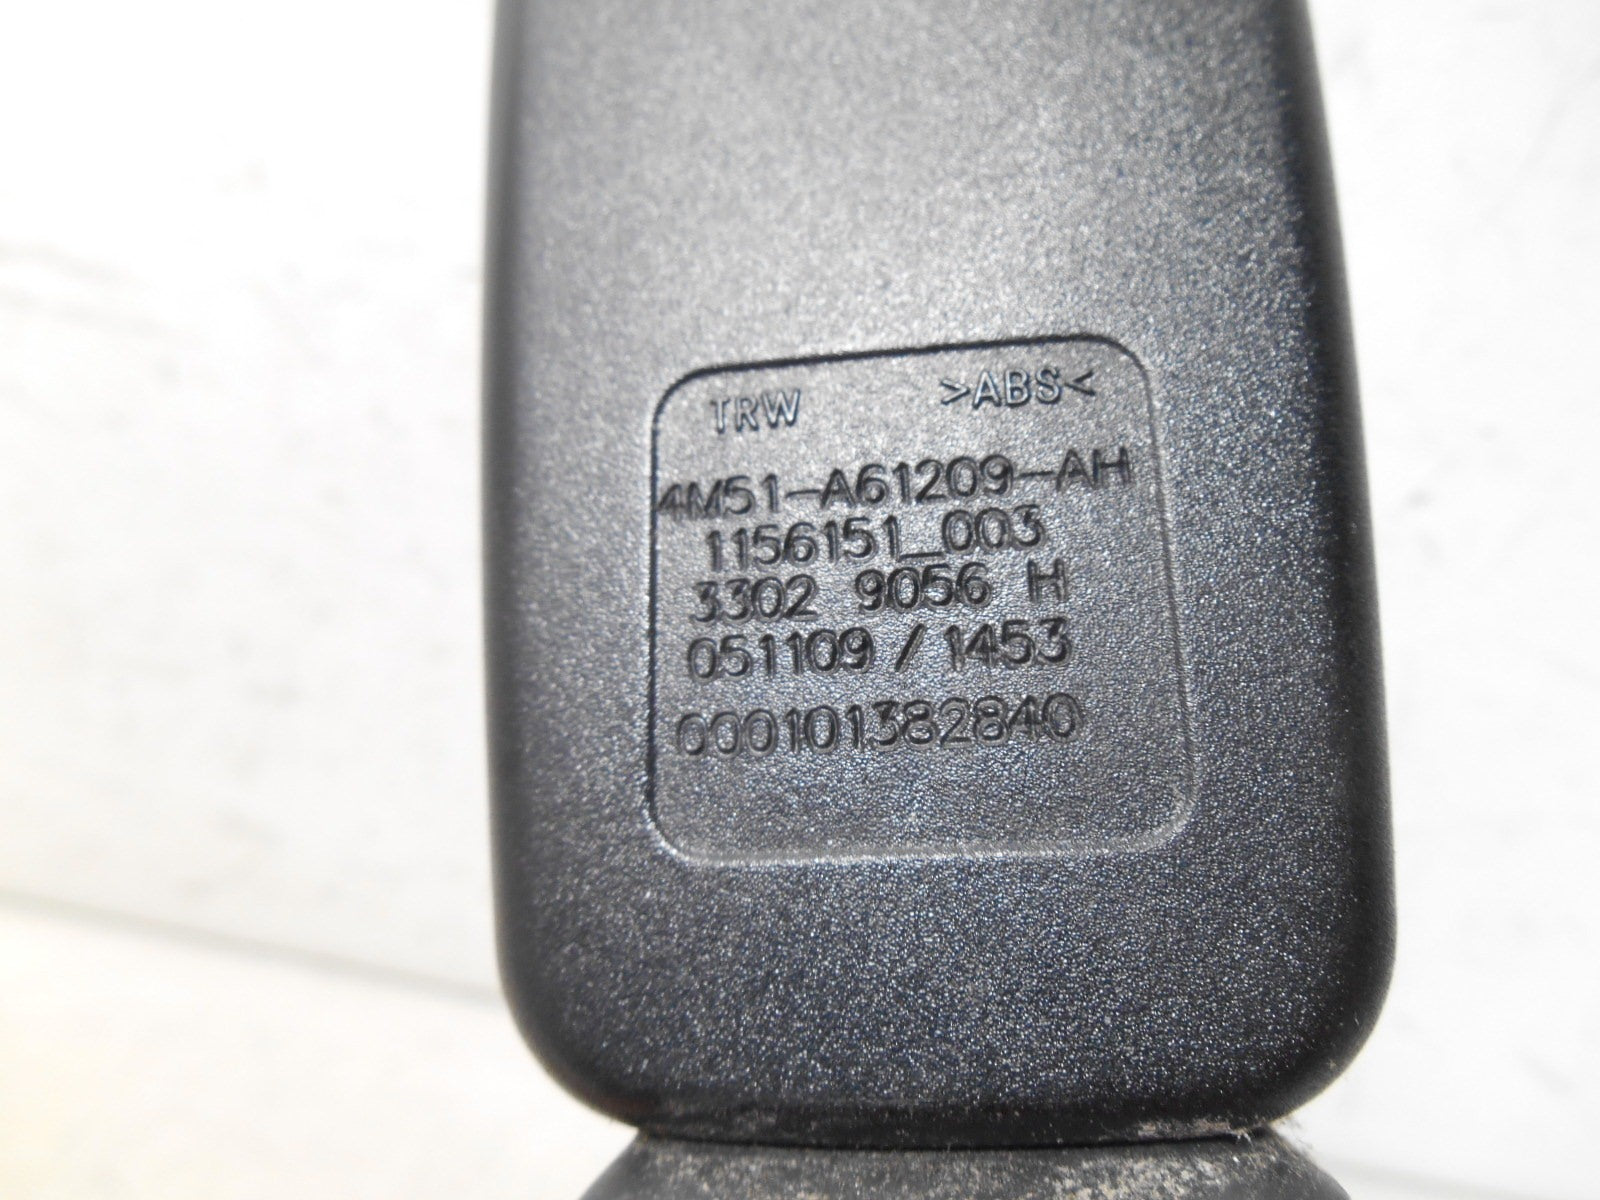 TRW >ABS<
4M51-A61209-AH
1156151_003
3302 9056 H
051109 / 1453
000101382840